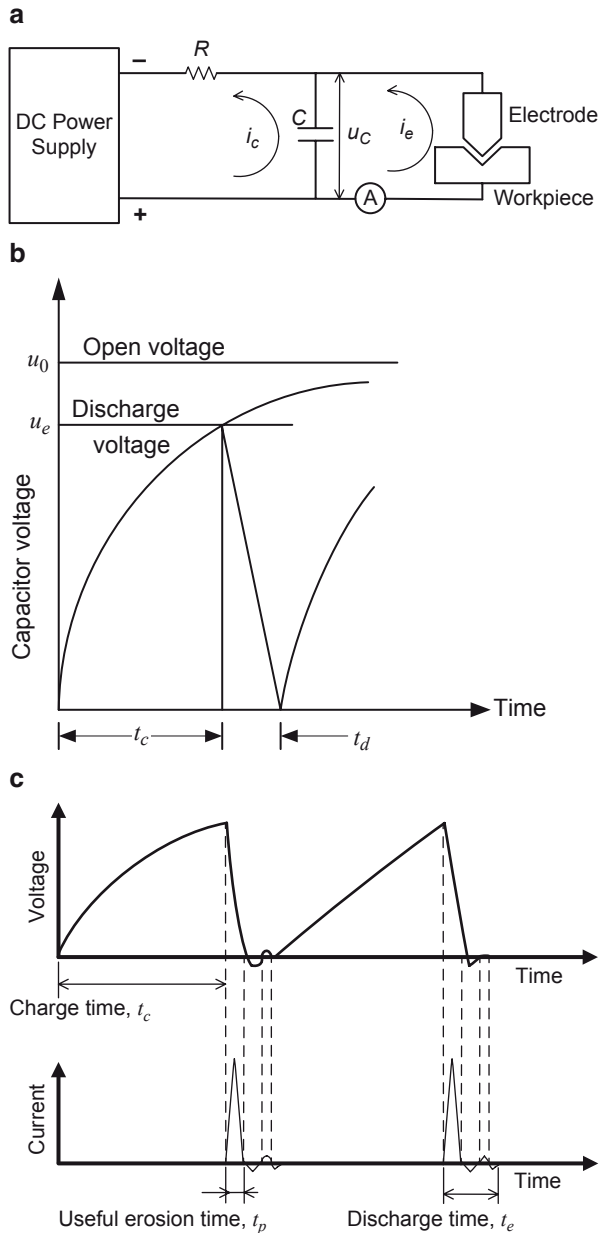 a
− R
DC Power
Supply
i_c
C
u_C
i_e
Electrode
A
Workpiece
+
b
u_0 Open voltage
u_e Discharge
voltage
Capacitor voltage
Time
t_c
t_d
c
Voltage
Time
Charge time, t_c
Current
Time
Useful erosion time, t_p
Discharge time, t_e